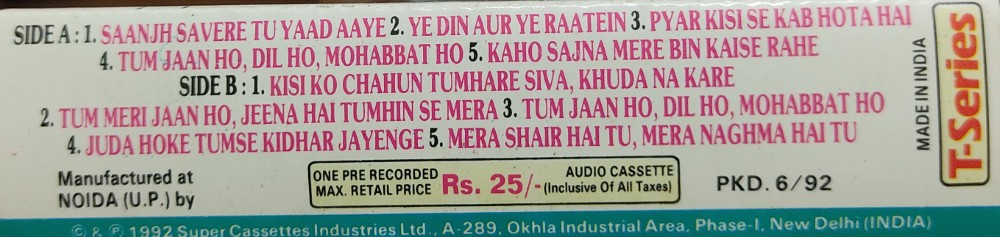 SIDE A : 1. SAANJH SAVERE TU YAAD AAYE 2. YE DIN AUR YE RAATEIN 3. PYAR KISI SE KAB HOTA HAI
4. TUM JAAN HO, DIL HO, MOHABBAT HO 5. KAHO SAJNA MERE BIN KAISE RAHE
SIDE B : 1. KISI KO CHAHUN TUMHARE SIVA, KHUDA NA KARE
2. TUM MERI JAAN HO, JEENA HAI TUMHIN SE MERA 3. TUM JAAN HO, DIL HO, MOHABBAT HO
4. JUDA HOKE TUMSE KIDHAR JAYENGE 5. MERA SHAIR HAI TU, MERA NAGHMA HAI TU
MADE IN INDIA
T-Series
Manufactured at
NOIDA (U.P.) by
ONE PRE RECORDED
MAX. RETAIL PRICE
Rs. 25/-
AUDIO CASSETTE
(Inclusive Of All Taxes)
PKD. 6/92
© & ℗ 1992 Super Cassettes Industries Ltd., A-289, Okhla Industrial Area, Phase-I, New Delhi (INDIA)